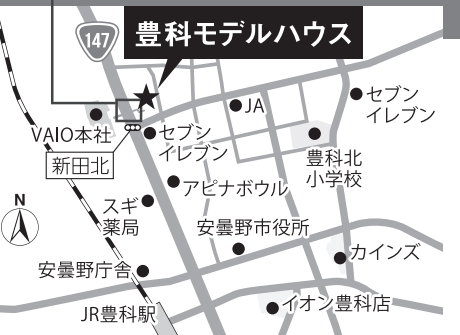 147
豊科モデルハウス
JA
セブン
イレブン
VAIO本社
セブン
イレブン
新田北
豊科北
小学校
アピナボウル
スギ
薬局
N
安曇野市役所
カインズ
安曇野庁舎
イオン豊科店
JR豊科駅